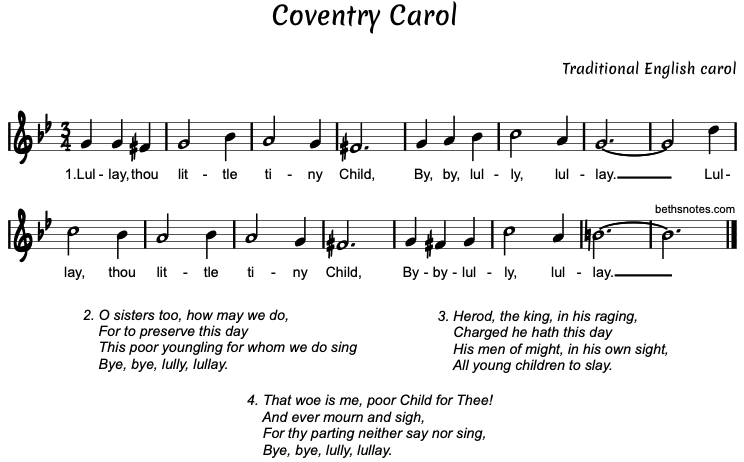 Coventry Carol
Traditional English carol
3
4
1.Lul - lay, thou lit - tle ti - ny Child, By, by, lul - ly, lul - lay. Lul-
bethsnotes.com
lay, thou lit - tle ti - ny Child, By - by - lul - ly, lul - lay.
2. O sisters too, how may we do,
For to preserve this day
This poor youngling for whom we do sing
Bye, bye, lully, lullay.
3. Herod, the king, in his raging,
Charged he hath this day
His men of might, in his own sight,
All young children to slay.
4. That woe is me, poor Child for Thee!
And ever mourn and sigh,
For thy parting neither say nor sing,
Bye, bye, lully, lullay.